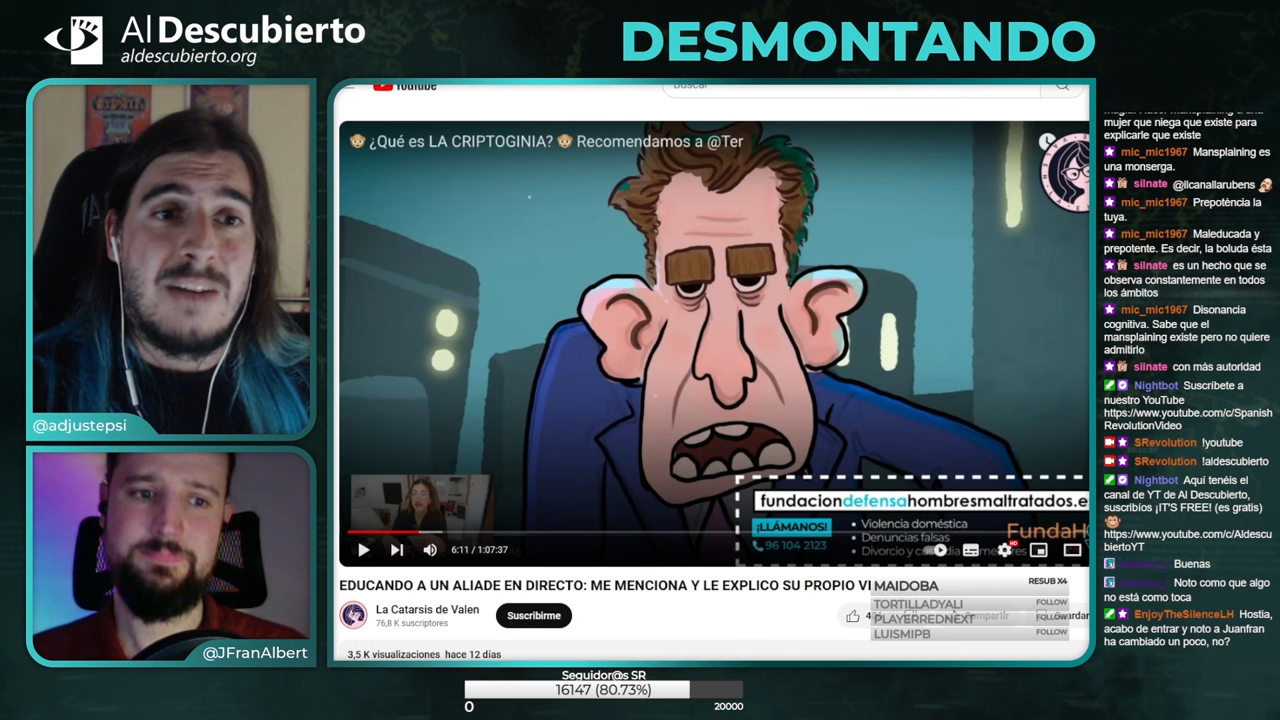 Al Descubierto
aldescubierto.org
DESMONTANDO
@adjustepsi
@JFranAlbert
YouTube
Buscar
¿Qué es LA CRIPTOGINIA? Recomendamos a @Ter
fundaciondefensahombresmaltratados.e
¡LLÁMANOS!
96 104 2123
• Violencia doméstica
• Denuncias falsas
• Divorcio y
FundaH
6:11 / 1:07:37
HD
EDUCANDO A UN ALIADE EN DIRECTO: ME MENCIONA Y LE EXPLICO SU PROPIO VI
La Catarsis de Valen
76,8 K suscriptores
Suscribirme
MAIDOBA RESUB X4
TORTILLADYALI FOLLOW
PLAYERREDNEXT FOLLOW
LUISMIPB FOLLOW
3,5 K visualizaciones hace 12 días
Seguidor@s SR
16147 (80.73%)
0
20000
mujer que niega que existe para
explicarle que existe
mic_mic1967 Mansplaining es
una monserga.
silnate @ilcanallarubens
mic_mic1967 Prepotència la
tuya.
mic_mic1967 Maleducada y
prepotente. Es decir, la boluda ésta
silnate es un hecho que se
observa constantemente en todos
los ámbitos
mic_mic1967 Disonancia
cognitiva. Sabe que el
mansplaining existe pero no quiere
admitirlo
silnate con más autoridad
Nightbot Suscríbete a
nuestro YouTube
https://www.youtube.com/c/Spanish
RevolutionVideo
SRevolution !youtube
SRevolution !aldescubierto
Nightbot Aquí tenéis el
canal de YT de Al Descubierto,
suscribíos ¡IT'S FREE! (es gratis)
https://www.youtube.com/c/Aldescu
biertoYT
Buenas
Noto como que algo
no está como toca
EnjoyTheSilenceLH Hostia,
acabo de entrar y noto a Juanfran
ha cambiado un poco, no?